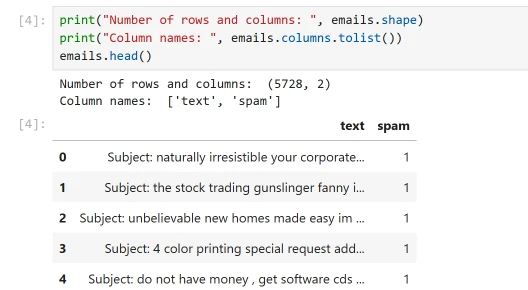 [4]: print("Number of rows and columns: ", emails.shape)
print("Column names: ", emails.columns.tolist())
emails.head()
Number of rows and columns:  (5728, 2)
Column names:  ['text', 'spam']
[4]: text spam
0 Subject: naturally irresistible your corporate... 1
1 Subject: the stock trading gunslinger fanny i... 1
2 Subject: unbelievable new homes made easy im ... 1
3 Subject: 4 color printing special request add... 1
4 Subject: do not have money , get software cds ... 1